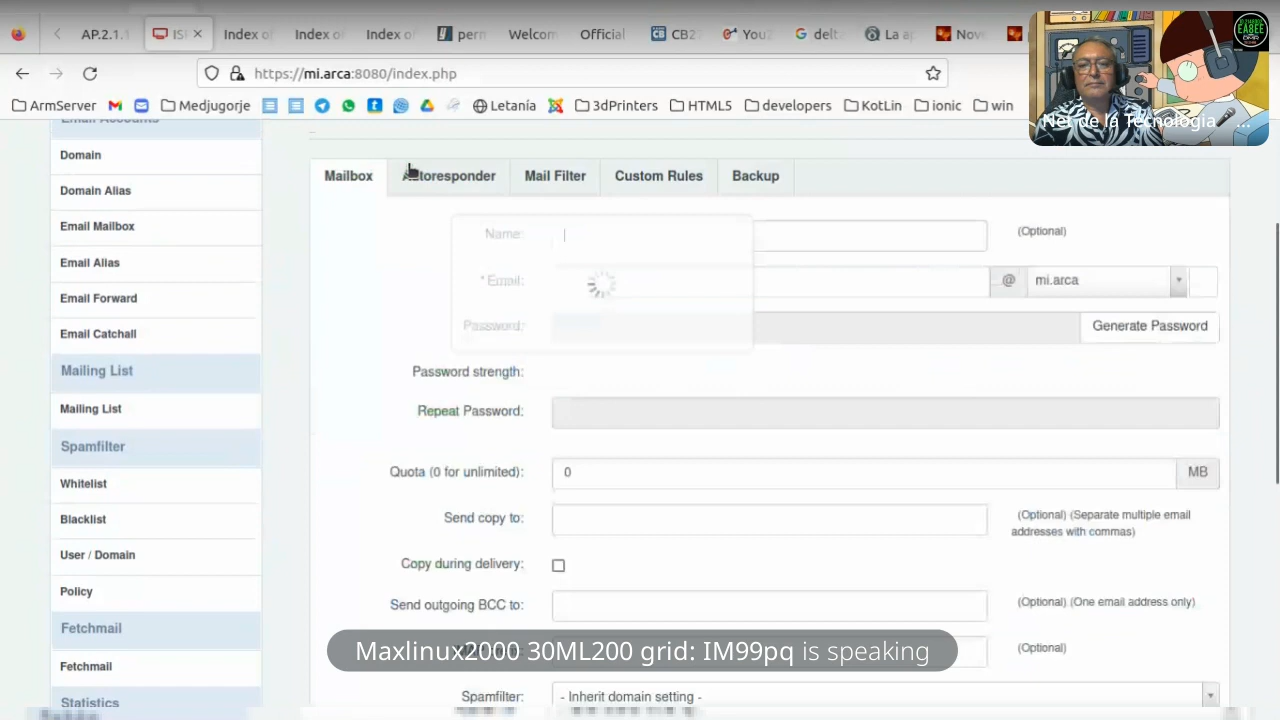 AP.2.1.1
ISP
Index o
Index o
Index o
perm
Welco
Official
CB2
You2
delta
La a
Nov
https://mi.arca:8080/index.php
ArmServer
Medjugorje
Letanía
3dPrinters
HTML5
developers
KotLin
ionic
win
EA8EE
DMR
Net de la Tecnología ...
Email Accounts
Domain
Domain Alias
Email Mailbox
Email Alias
Email Forward
Email Catchall
Mailing List
Mailing List
Spamfilter
Whitelist
Blacklist
User / Domain
Policy
Fetchmail
Fetchmail
Statistics
Mailbox
Autoresponder
Mail Filter
Custom Rules
Backup
Name:
(Optional)
* Email:
@ mi.arca
Password:
Generate Password
Password strength:
Repeat Password:
Quota (0 for unlimited): 0 MB
Send copy to:
(Optional) (Separate multiple email
addresses with commas)
Copy during delivery:
Send outgoing BCC to:
(Optional) (One email address only)
(Optional)
Maxlinux2000 30ML200 grid: IM99pq is speaking
Spamfilter: - Inherit domain setting -